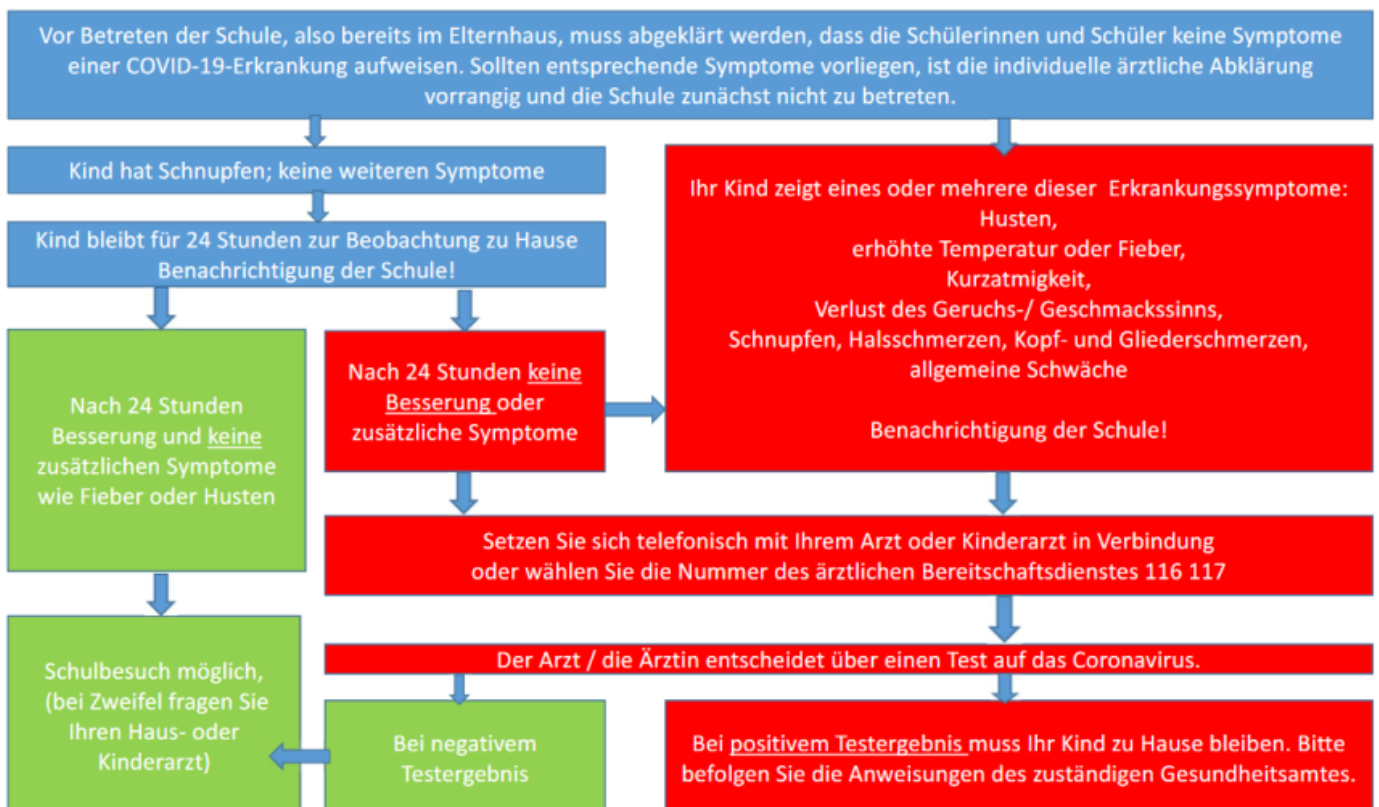 Vor Betreten der Schule, also bereits im Elternhaus, muss abgeklärt werden, dass die Schülerinnen und Schüler keine Symptome
einer COVID-19-Erkrankung aufweisen. Sollten entsprechende Symptome vorliegen, ist die individuelle ärztliche Abklärung
vorrangig und die Schule zunächst nicht zu betreten.
Kind hat Schnupfen; keine weiteren Symptome
Kind bleibt für 24 Stunden zur Beobachtung zu Hause
Benachrichtigung der Schule!
Nach 24 Stunden
Besserung und keine
zusätzlichen Symptome
wie Fieber oder Husten
Nach 24 Stunden keine
Besserung oder
zusätzliche Symptome
Ihr Kind zeigt eines oder mehrere dieser Erkrankungssymptome:
Husten,
erhöhte Temperatur oder Fieber,
Kurzatmigkeit,
Verlust des Geruchs-/ Geschmackssinns,
Schnupfen, Halsschmerzen, Kopf- und Gliederschmerzen,
allgemeine Schwäche
Benachrichtigung der Schule!
Setzen Sie sich telefonisch mit Ihrem Arzt oder Kinderarzt in Verbindung
oder wählen Sie die Nummer des ärztlichen Bereitschaftsdienstes 116 117
Der Arzt / die Ärztin entscheidet über einen Test auf das Coronavirus.
Schulbesuch möglich,
(bei Zweifel fragen Sie
Ihren Haus- oder
Kinderarzt)
Bei negativem
Testergebnis
Bei positivem Testergebnis muss Ihr Kind zu Hause bleiben. Bitte
befolgen Sie die Anweisungen des zuständigen Gesundheitsamtes.